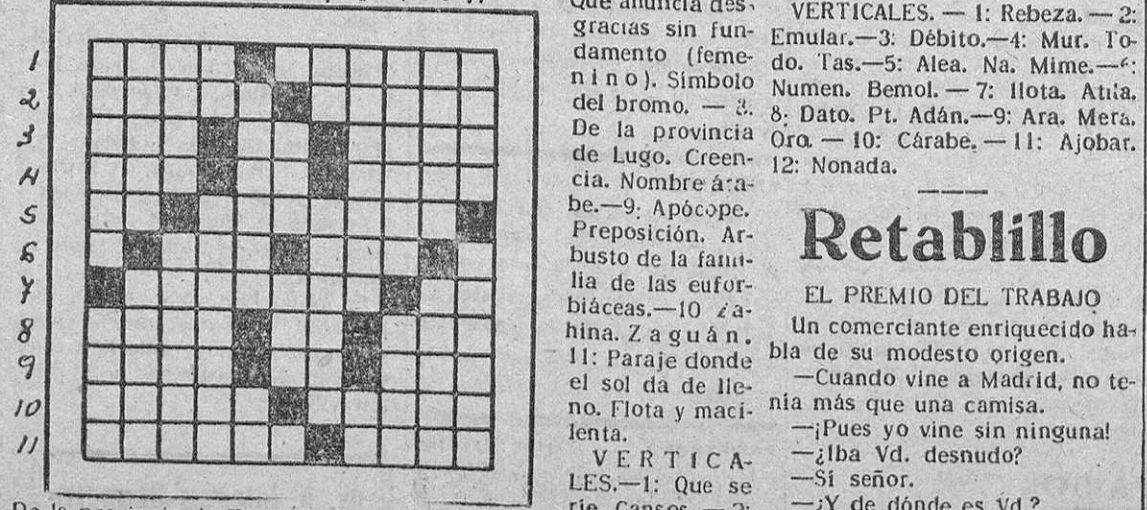 1
2
3
4
5
6
7
8
9
10
11
Que anuncia des-
gracias sin fun-
damento (feme-
nino). Símbolo
del bromo. — 8.
De la provincia
de Lugo. Creen-
cia. Nombre ára-
be.—9: Apócope.
Preposición. Ar-
busto de la fami-
lia de las eufor-
biáceas.—10
hina. Zaguán.
11: Paraje donde
el sol da de lle-
no. Flota y maci-
lenta.
VERTICA-
LES.—1: Que se
ríe. Cansos.—2:
VERTICALES. — 1: Rebeza. — 2:
Emular.—3: Débito.—4: Mur. To-
do. Tas.—5: Alea. Na. Mime.—6:
Numen. Bemol. — 7: Ilota. Atila.
8: Dato. Pt. Adán.—9: Ara. Mera.
Oro. — 10: Cárabe. — 11: Ajobar.
12: Nonada.
Retablillo
EL PREMIO DEL TRABAJO
Un comerciante enriquecido ha-
bla de su modesto origen.
—Cuando vine a Madrid, no te-
nía más que una camisa.
—¡Pues yo vine sin ninguna!
—¿Iba Vd. desnudo?
—Sí señor.
—¿Y de dónde es Vd.?